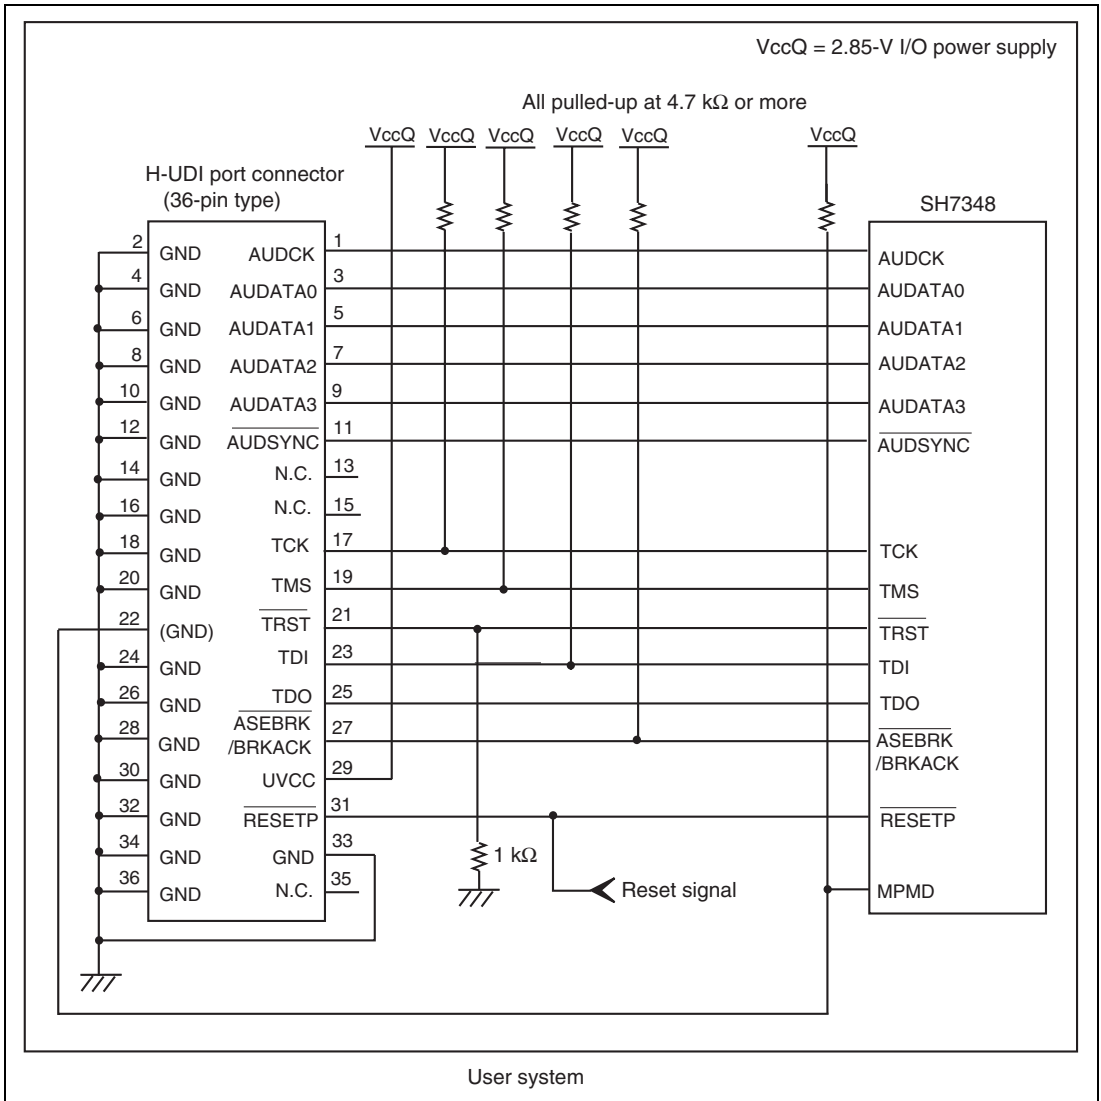 VccQ = 2.85-V I/O power supply
All pulled-up at 4.7 kΩ or more
VccQ VccQ VccQ VccQ VccQ VccQ
H-UDI port connector
(36-pin type)
SH7348
2 GND AUDCK 1 AUDCK
4 GND AUDATA0 3 AUDATA0
6 GND AUDATA1 5 AUDATA1
8 GND AUDATA2 7 AUDATA2
10 GND AUDATA3 9 AUDATA3
12 GND AUDSYNC 11 AUDSYNC
14 GND N.C. 13
16 GND N.C. 15
18 GND TCK 17 TCK
20 GND TMS 19 TMS
22 (GND) TRST 21 TRST
24 GND TDI 23 TDI
26 GND TDO 25 TDO
28 GND ASEBRK /BRKACK 27 ASEBRK /BRKACK
30 GND UVCC 29
32 GND RESETP 31 RESETP
34 GND GND 33
1 kΩ
36 GND N.C. 35 Reset signal MPMD
User system